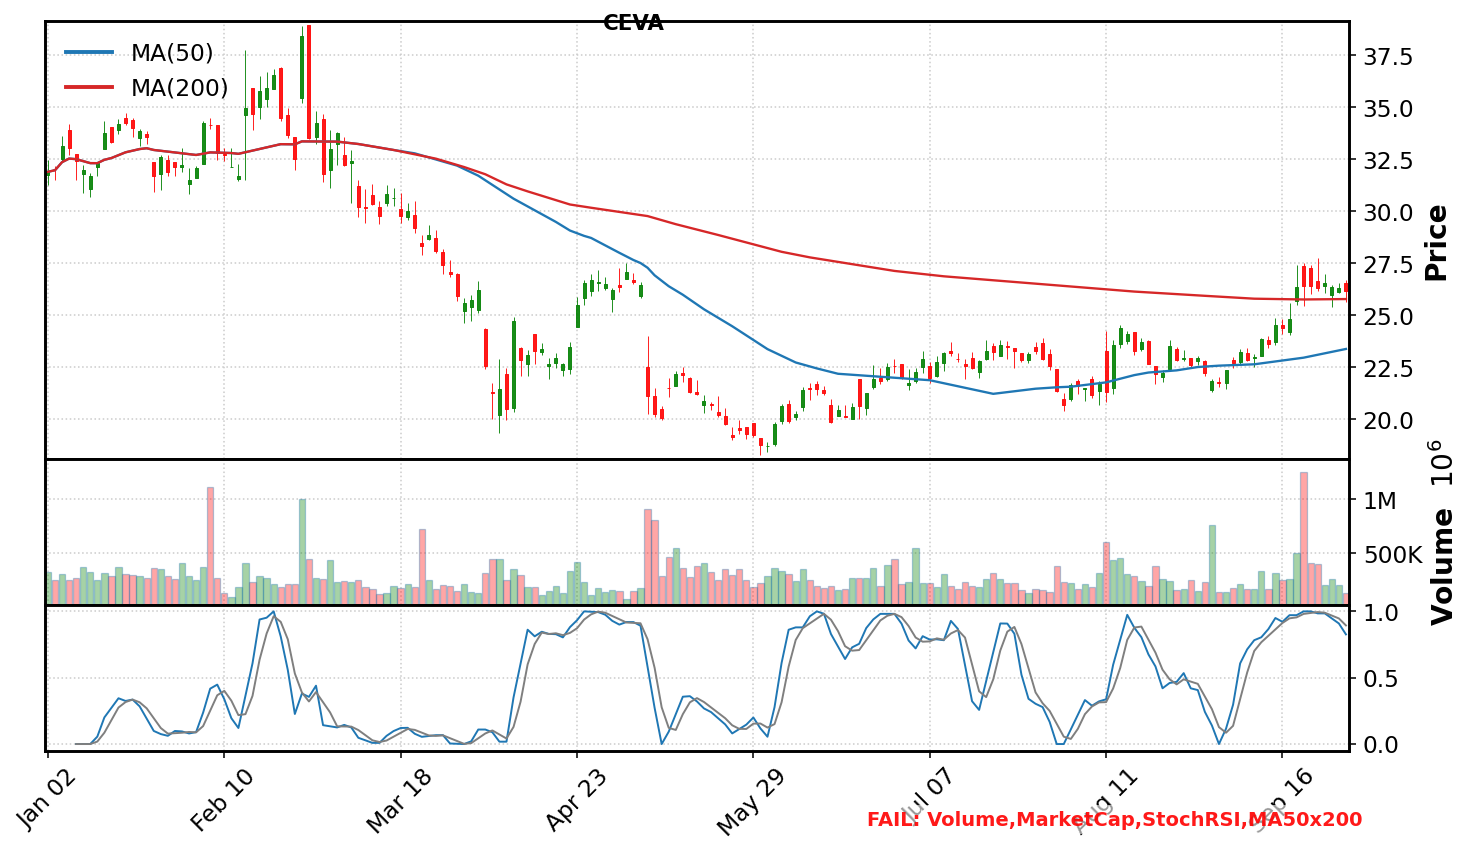 CEVA
MA(50)
MA(200)
37.5
35.0
32.5
30.0
27.5
25.0
22.5
20.0
Price
1M
500K
Volume 10⁶
1.0
0.5
0.0
Jan 02
Feb 10
Mar 18
Apr 23
May 29
Jul 07
Aug 11
Sep 16
FAIL: Volume,MarketCap,StochRSI,MA50x200